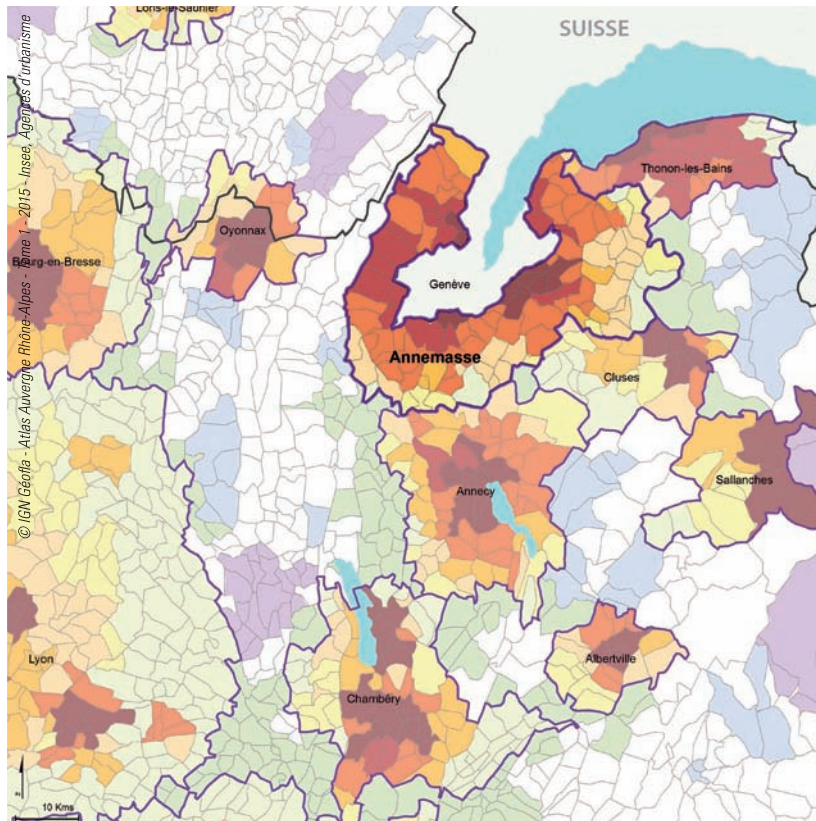 Lons-le-Saunier
SUISSE
Thonon-les-Bains
Oyonnax
Bourg-en-Bresse
Genève
Annemasse
Cluses
Sallanches
Annecy
Lyon
Albertville
Chambéry
10 Kms
© IGN Géofla - Atlas Auvergne Rhône-Alpes - Tome 1 - 2015 - Insee, Agences d'urbanisme